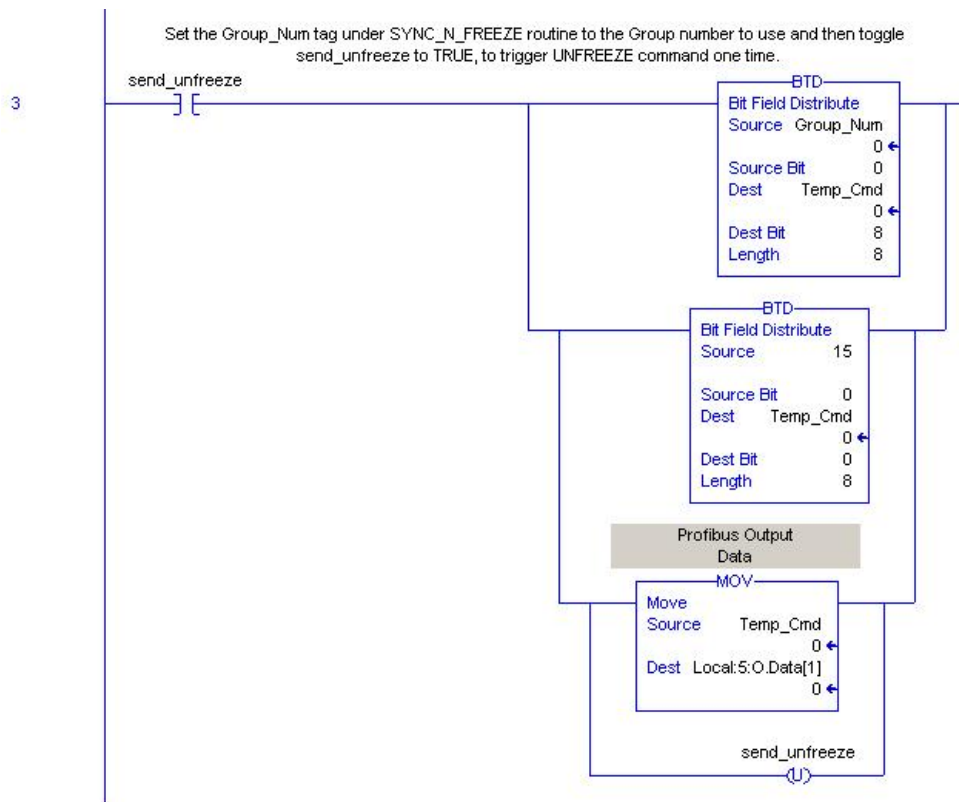 Set the Group_Num tag under SYNC_N_FREEZE routine to the Group number to use and then toggle
send_unfreeze to TRUE, to trigger UNFREEZE command one time.
send_unfreeze
3
BTD
Bit Field Distribute
Source Group_Num
0
Source Bit 0
Dest Temp_Cmd
0
Dest Bit 8
Length 8
BTD
Bit Field Distribute
Source 15
Source Bit 0
Dest Temp_Cmd
0
Dest Bit 0
Length 8
Profibus Output
Data
MOV
Move
Source Temp_Cmd
0
Dest Local:5:O.Data[1]
0
send_unfreeze
U